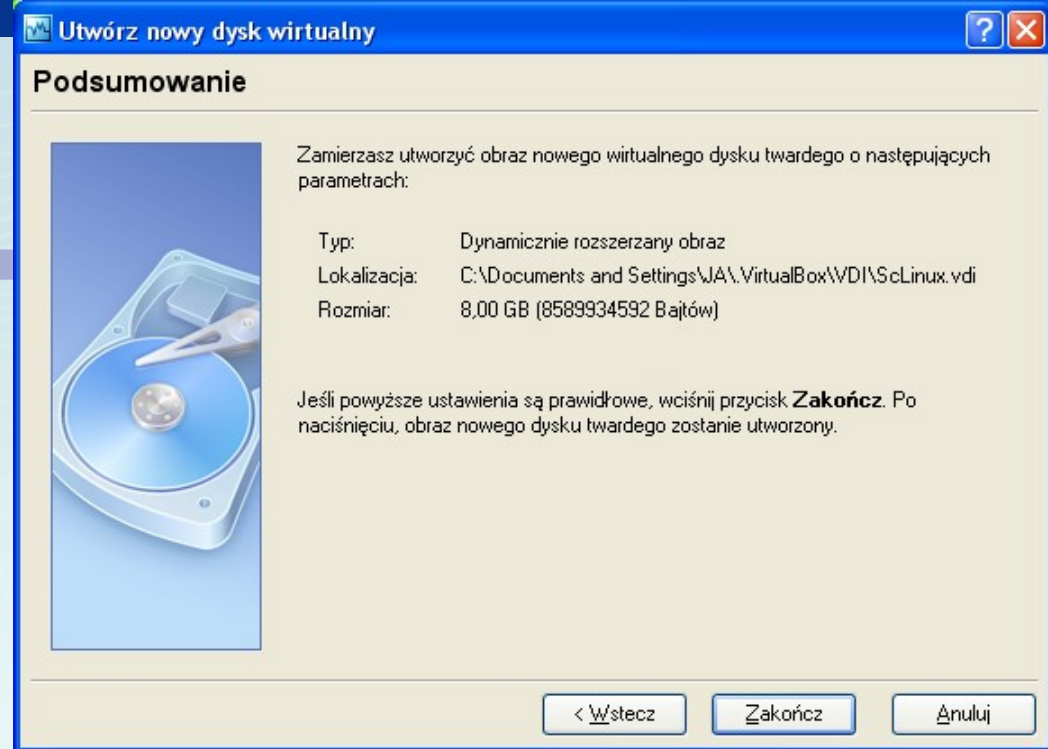 Utwórz nowy dysk wirtualny
Podsumowanie
Zamierzasz utworzyć obraz nowego wirtualnego dysku twardego o następujących
parametrach:
Typ: Dynamicznie rozszerzany obraz
Lokalizacja: C:\Documents and Settings\JA\.VirtualBox\VDI\ScLinux.vdi
Rozmiar: 8,00 GB (8589934592 Bajtów)
Jeśli powyższe ustawienia są prawidłowe, wciśnij przycisk Zakończ. Po
naciśnięciu, obraz nowego dysku twardego zostanie utworzony.
< Wstecz Zakończ Anuluj